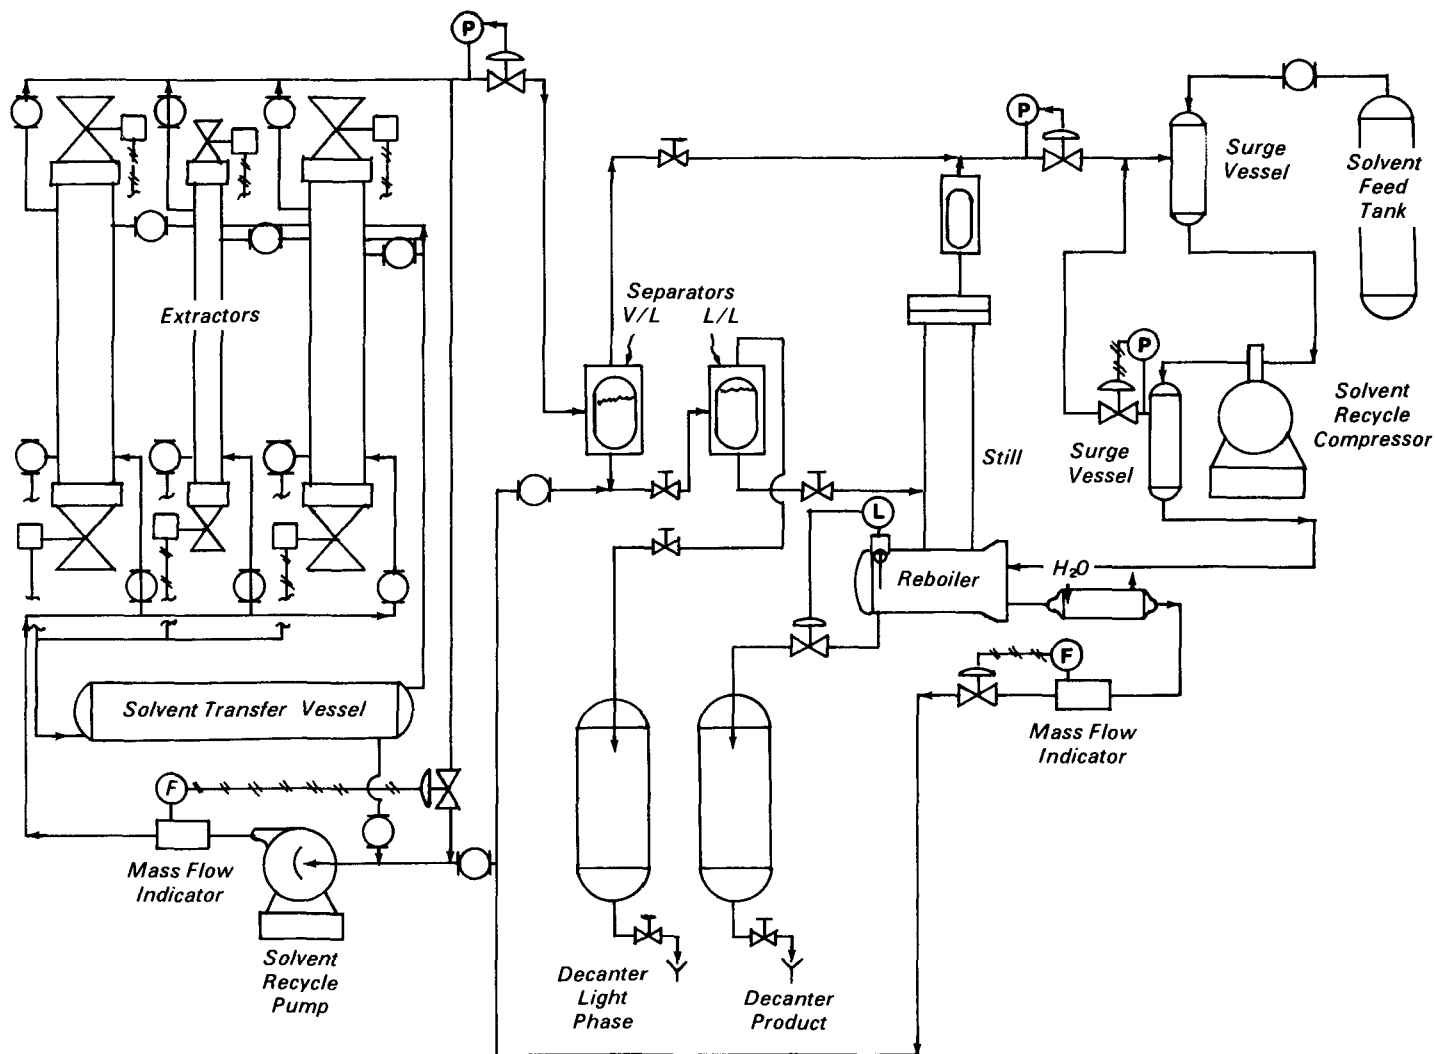 P
P
Surge
Vessel
Solvent
Feed
Tank
Extractors
Separators
V/L L/L
P
Solvent
Recycle
Compressor
Surge
Vessel
Still
L
Reboiler
H₂O
F
Mass Flow
Indicator
Solvent Transfer Vessel
F
Mass Flow
Indicator
Solvent
Recycle
Pump
Decanter
Light
Phase
Decanter
Product